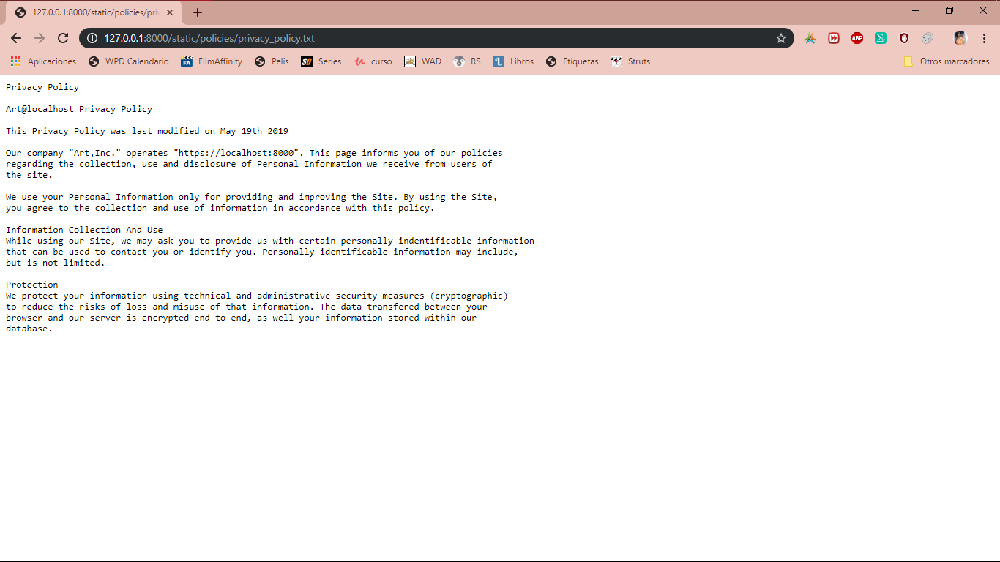 127.0.0.1:8000/static/policies/pri
127.0.0.1:8000/static/policies/privacy_policy.txt
ABP
Aplicaciones
WPD Calendario
FA
FilmAffinity
Pelis
Series
curso
WAD
RS
Libros
Etiquetas
Struts
Otros marcadores
Privacy Policy
Art@localhost Privacy Policy
This Privacy Policy was last modified on May 19th 2019
Our company "Art,Inc." operates "https://localhost:8000". This page informs you of our policies
regarding the collection, use and disclosure of Personal Information we receive from users of
the site.
We use your Personal Information only for providing and improving the Site. By using the Site,
you agree to the collection and use of information in accordance with this policy.
Information Collection And Use
While using our Site, we may ask you to provide us with certain personally indentificable information
that can be used to contact you or identify you. Personally identificable information may include,
but is not limited.
Protection
We protect your information using technical and administrative security measures (cryptographic)
to reduce the risks of loss and misuse of that information. The data transfered between your
browser and our server is encrypted end to end, as well your information stored within our
database.